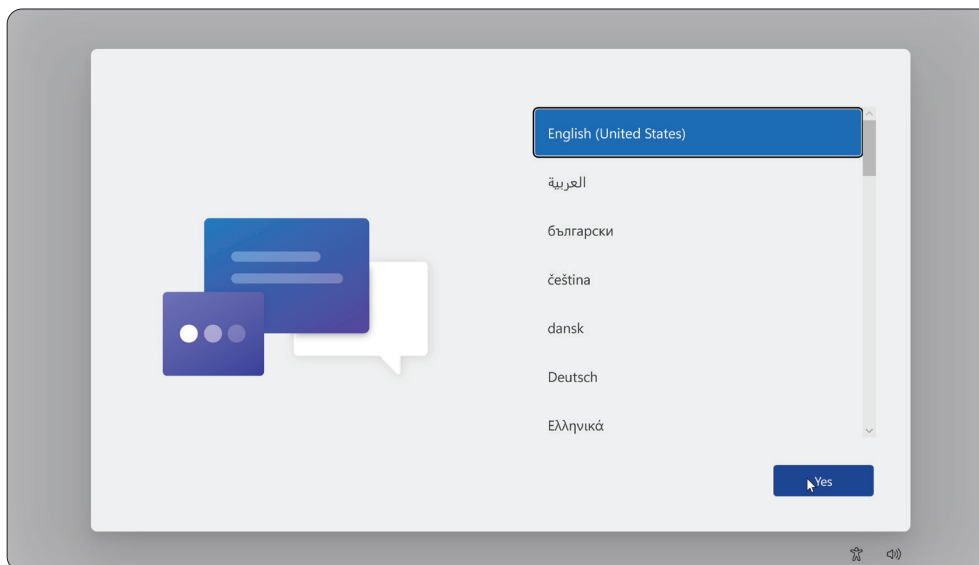 English (United States)
العربية
български
čeština
dansk
Deutsch
Ελληνικά
Yes